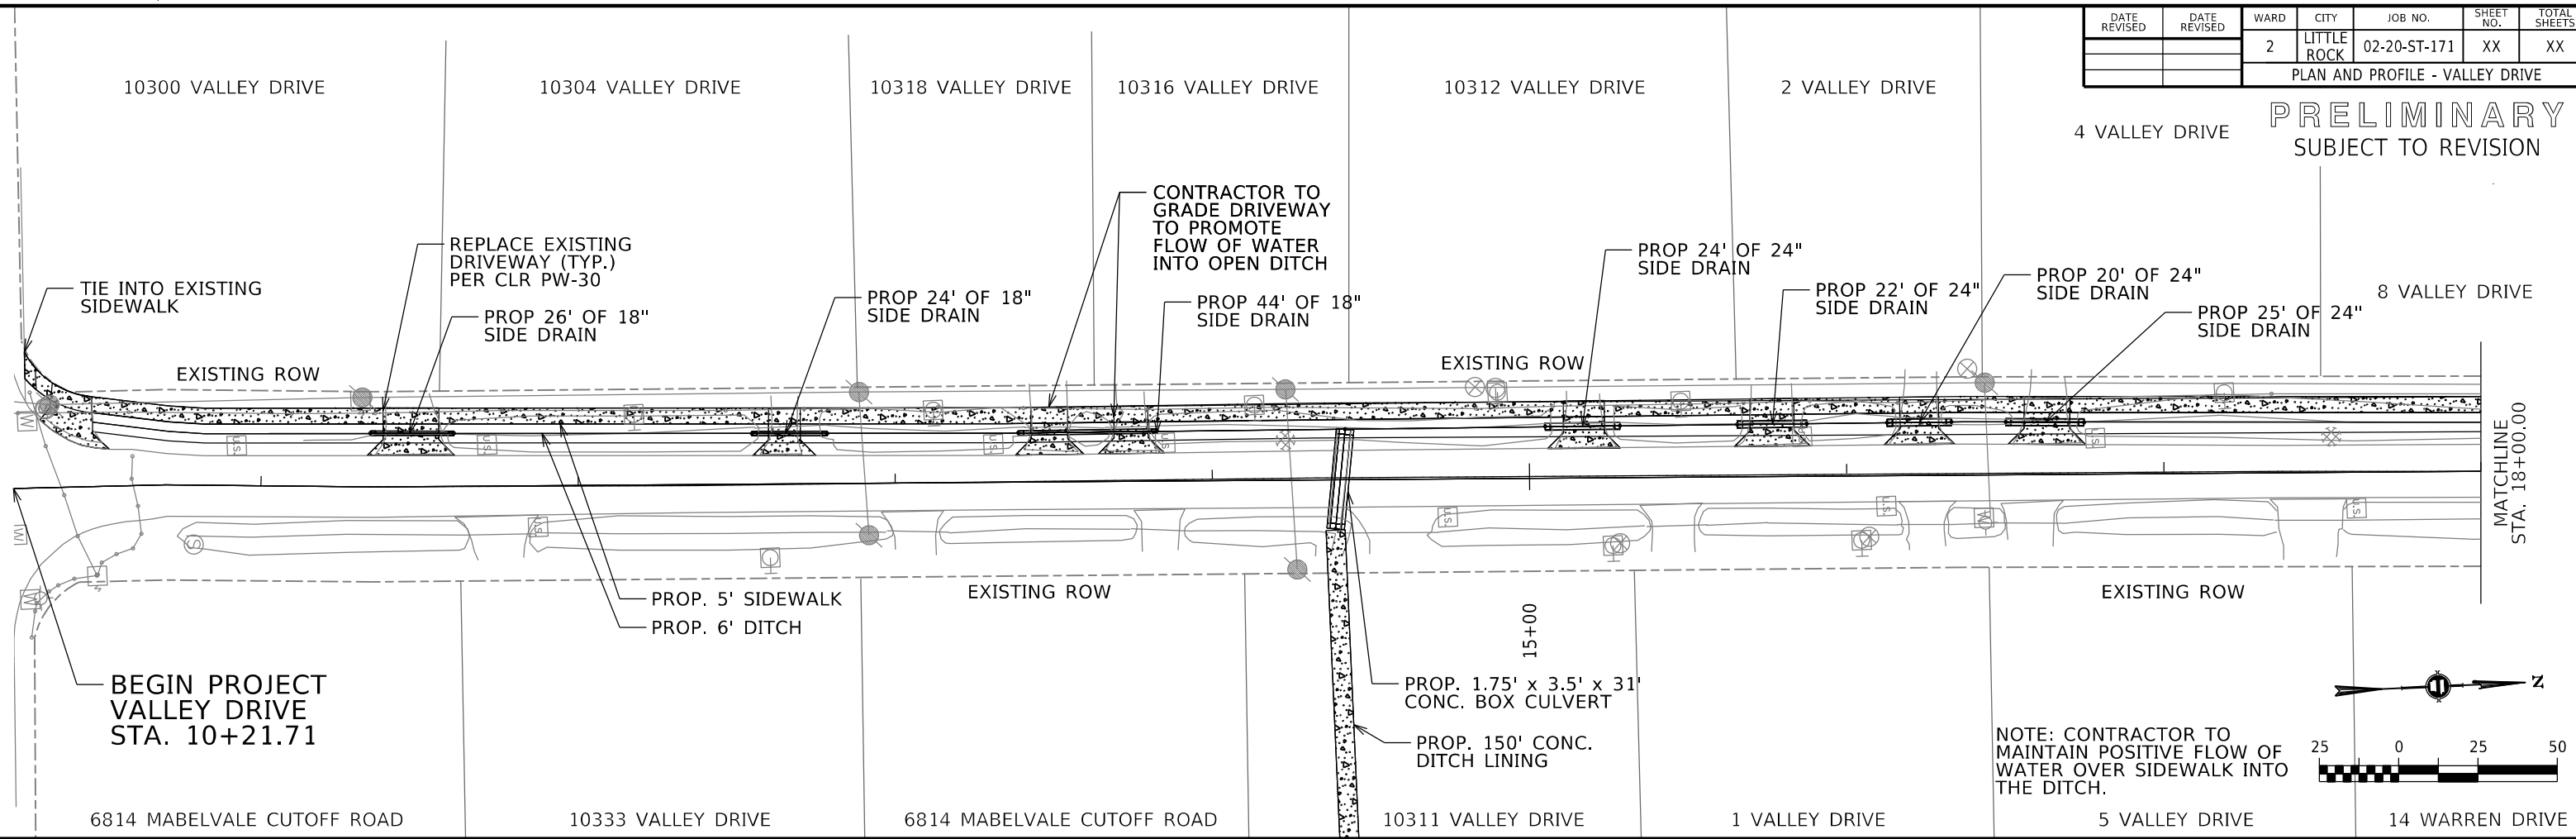 DATE REVISED
DATE REVISED
WARD
CITY
JOB NO.
SHEET NO.
TOTAL SHEETS
2
LITTLE ROCK
02-20-ST-171
XX
XX
PLAN AND PROFILE - VALLEY DRIVE
PRELIMINARY
SUBJECT TO REVISION
10300 VALLEY DRIVE
10304 VALLEY DRIVE
10318 VALLEY DRIVE
10316 VALLEY DRIVE
10312 VALLEY DRIVE
2 VALLEY DRIVE
4 VALLEY DRIVE
8 VALLEY DRIVE
TIE INTO EXISTING
SIDEWALK
REPLACE EXISTING
DRIVEWAY (TYP.)
PER CLR PW-30
PROP 26' OF 18"
SIDE DRAIN
PROP 24' OF 18"
SIDE DRAIN
CONTRACTOR TO
GRADE DRIVEWAY
TO PROMOTE
FLOW OF WATER
INTO OPEN DITCH
PROP 44' OF 18"
SIDE DRAIN
PROP 24' OF 24"
SIDE DRAIN
PROP 22' OF 24"
SIDE DRAIN
PROP 20' OF 24"
SIDE DRAIN
PROP 25' OF 24"
SIDE DRAIN
EXISTING ROW
EXISTING ROW
MATCHLINE
STA. 18+00.00
W
W
W
W
W
S
U.S.
U.S.
U.S.
U.S.
U.S.
U.S.
U.S.
U.S.
U.S.
PROP. 5' SIDEWALK
PROP. 6' DITCH
EXISTING ROW
EXISTING ROW
15+00
BEGIN PROJECT
VALLEY DRIVE
STA. 10+21.71
PROP. 1.75' x 3.5' x 31'
CONC. BOX CULVERT
PROP. 150' CONC.
DITCH LINING
N
NOTE: CONTRACTOR TO
MAINTAIN POSITIVE FLOW OF
WATER OVER SIDEWALK INTO
THE DITCH.
25 0 25 50
6814 MABELVALE CUTOFF ROAD
10333 VALLEY DRIVE
6814 MABELVALE CUTOFF ROAD
10311 VALLEY DRIVE
1 VALLEY DRIVE
5 VALLEY DRIVE
14 WARREN DRIVE